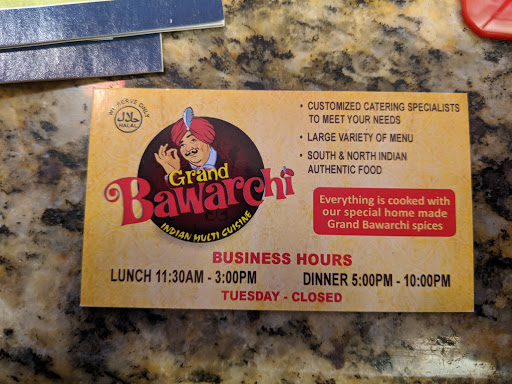 WE SERVE ONLY
حلال
HALAL
Grand
Bawarchi
INDIAN MULTI CUISINE
• CUSTOMIZED CATERING SPECIALISTS
TO MEET YOUR NEEDS
• LARGE VARIETY OF MENU
• SOUTH & NORTH INDIAN
AUTHENTIC FOOD
Everything is cooked with
our special home made
Grand Bawarchi spices
BUSINESS HOURS
LUNCH 11:30AM - 3:00PM DINNER 5:00PM - 10:00PM
TUESDAY - CLOSED